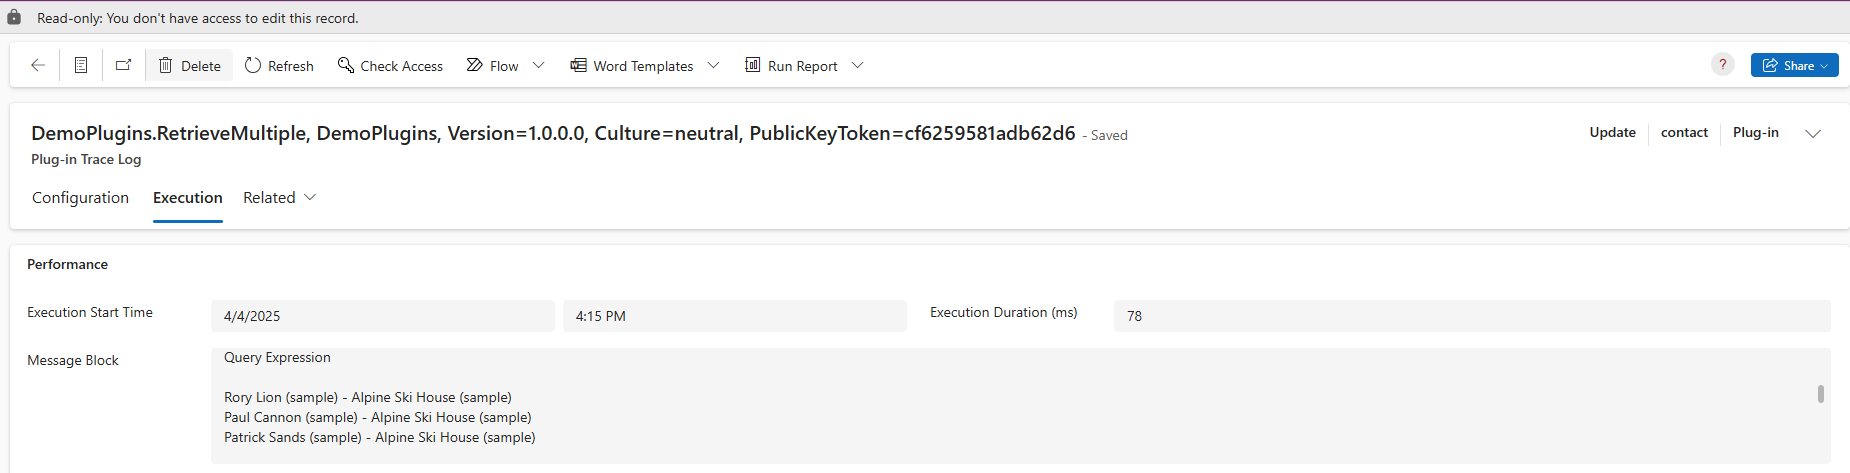 Read-only: You don't have access to edit this record.
Delete Refresh Check Access Flow Word Templates Run Report ? Share
DemoPlugins.RetrieveMultiple, DemoPlugins, Version=1.0.0.0, Culture=neutral, PublicKeyToken=cf6259581adb62d6 - Saved
Update contact Plug-in
Plug-in Trace Log
Configuration Execution Related
Performance
Execution Start Time 4/4/2025 4:15 PM Execution Duration (ms) 78
Message Block Query Expression
Rory Lion (sample) - Alpine Ski House (sample)
Paul Cannon (sample) - Alpine Ski House (sample)
Patrick Sands (sample) - Alpine Ski House (sample)